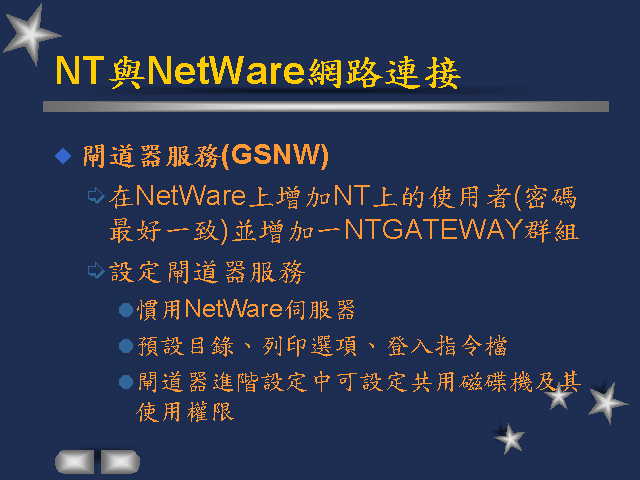 NT與NetWare網路連接
閘道器服務(GSNW)
在NetWare上增加NT上的使用者(密碼
最好一致)並增加一NTGATEWAY群組
設定閘道器服務
慣用NetWare伺服器
預設目錄、列印選項、登入指令檔
閘道器進階設定中可設定共用磁碟機及其
使用權限